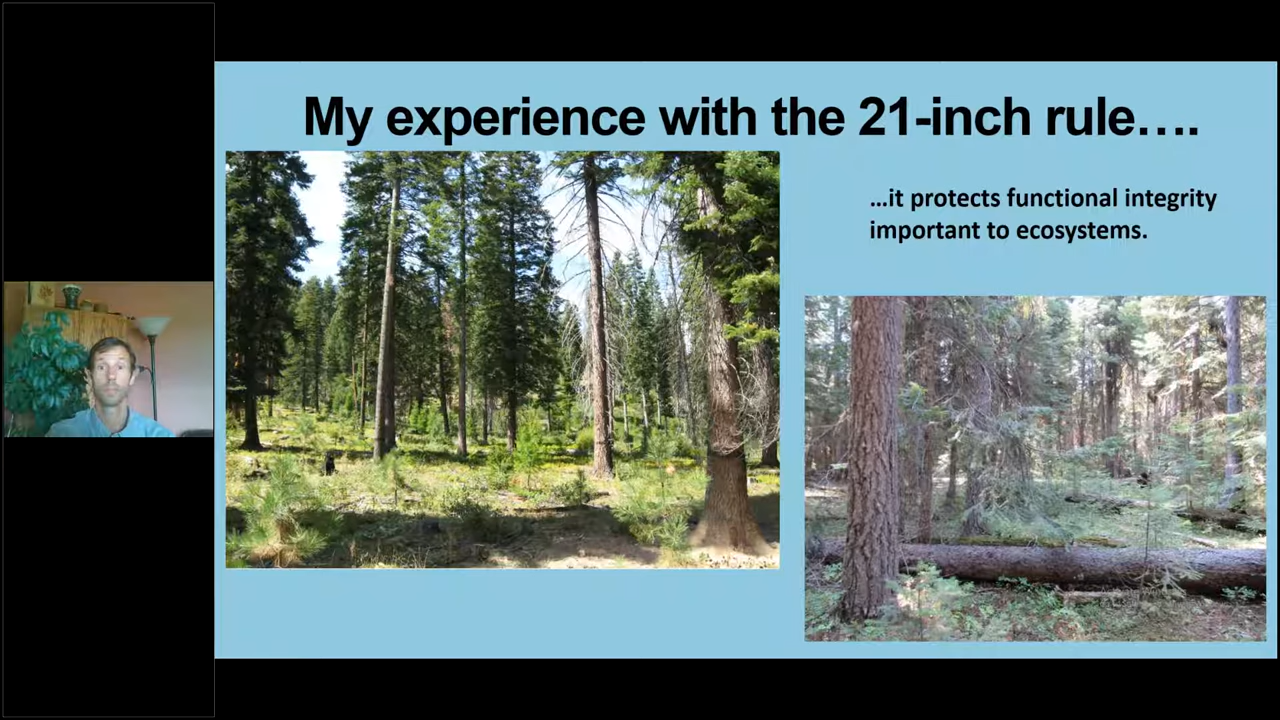 My experience with the 21-inch rule….
…it protects functional integrity
important to ecosystems.